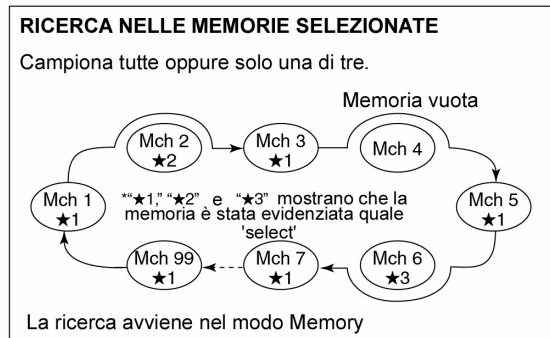 RICERCA NELLE MEMORIE SELEZIONATE
Campiona tutte oppure solo una di tre.
Memoria vuota
Mch 2
★2
Mch 3
★1
Mch 4
Mch 1
★1
*“★1,” “★2” e “★3” mostrano che la
memoria è stata evidenziata quale
'select'
Mch 5
★1
Mch 99
★1
Mch 7
★1
Mch 6
★3
La ricerca avviene nel modo Memory